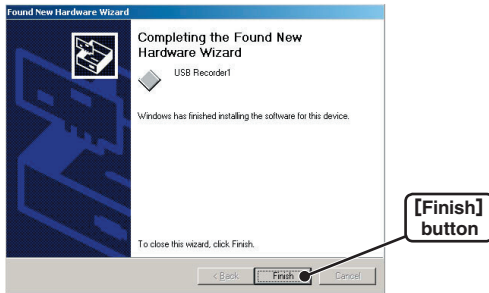 Found New Hardware Wizard
Completing the Found New
Hardware Wizard
USB Recorder1
Windows has finished installing the software for this device.
To close this wizard, click Finish.
< Back
Finish
Cancel
[Finish]
button